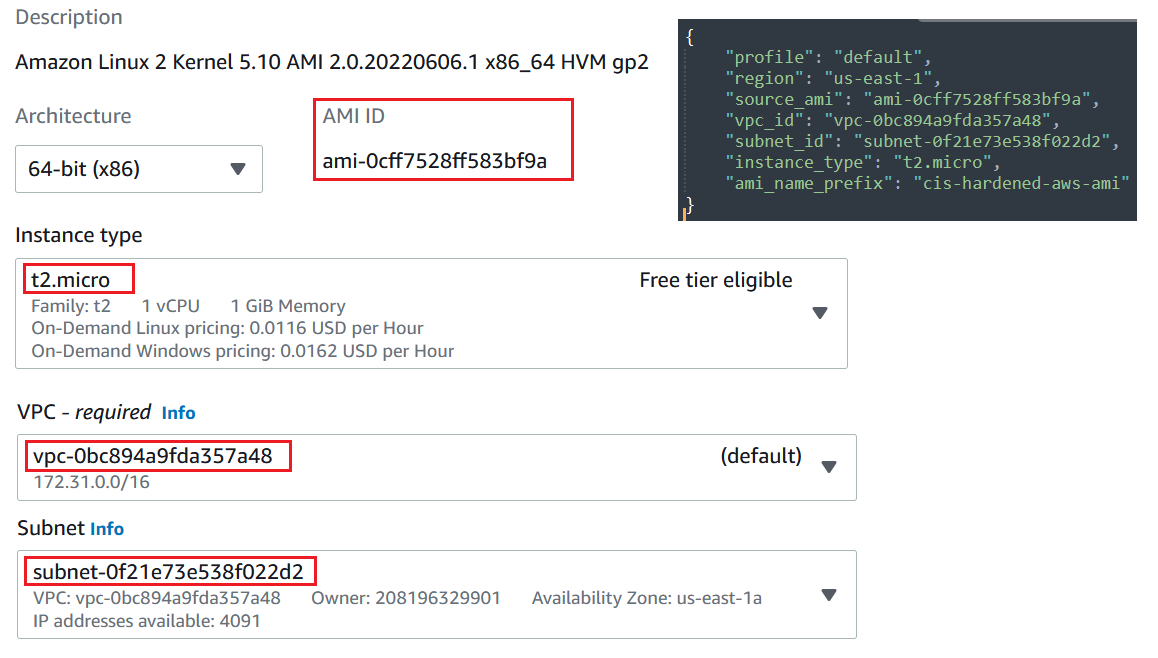 Description
Amazon Linux 2 Kernel 5.10 AMI 2.0.20220606.1 x86_64 HVM gp2
Architecture
AMI ID
64-bit (x86)
ami-0cff7528ff583bf9a
Instance type
t2.micro
Free tier eligible
Family: t2 1 vCPU 1 GiB Memory
On-Demand Linux pricing: 0.0116 USD per Hour
On-Demand Windows pricing: 0.0162 USD per Hour
VPC - required Info
vpc-0bc894a9fda357a48
(default)
172.31.0.0/16
Subnet Info
subnet-0f21e73e538f022d2
VPC: vpc-0bc894a9fda357a48 Owner: 208196329901 Availability Zone: us-east-1a
IP addresses available: 4091
{
"profile": "default",
"region": "us-east-1",
"source_ami": "ami-0cff7528ff583bf9a",
"vpc_id": "vpc-0bc894a9fda357a48",
"subnet_id": "subnet-0f21e73e538f022d2",
"instance_type": "t2.micro",
"ami_name_prefix": "cis-hardened-aws-ami"
}